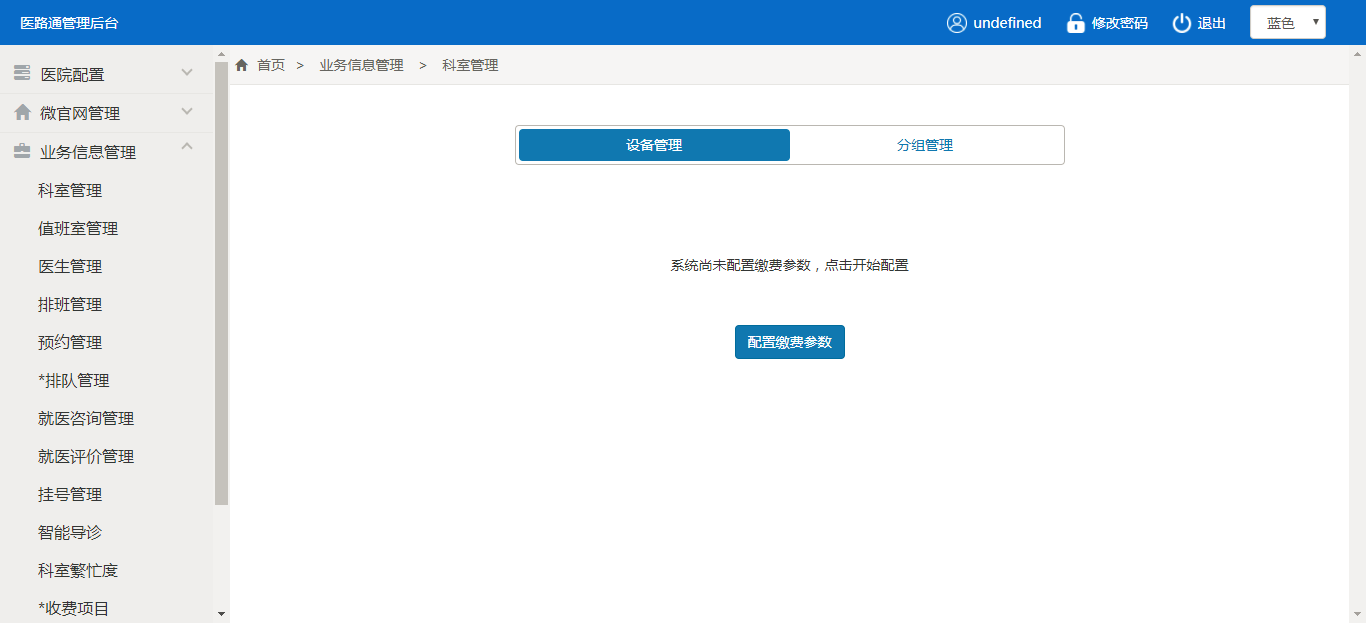 医路通管理后台
undefined
修改密码
退出
蓝色
医院配置
微官网管理
业务信息管理
科室管理
值班室管理
医生管理
排班管理
预约管理
*排队管理
就医咨询管理
就医评价管理
挂号管理
智能导诊
科室繁忙度
*收费项目
首页 > 业务信息管理 > 科室管理
设备管理
分组管理
系统尚未配置缴费参数，点击开始配置
配置缴费参数